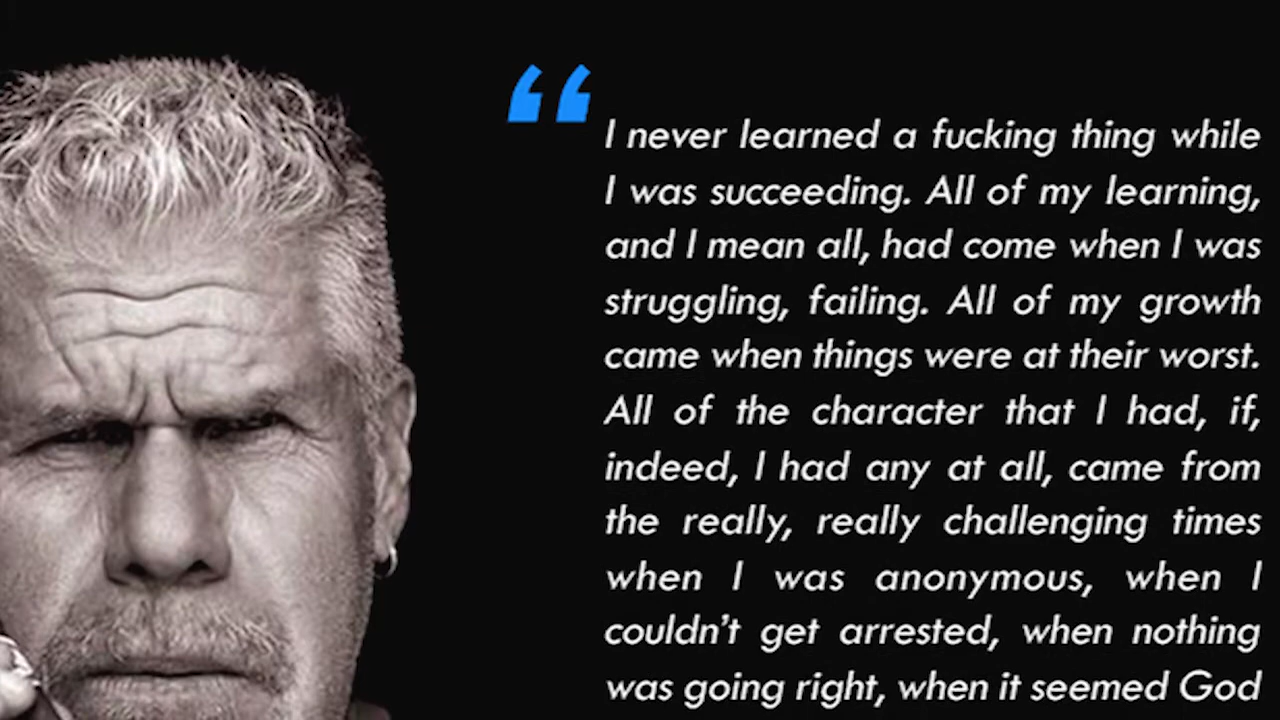 “
I never learned a fucking thing while
I was succeeding. All of my learning,
and I mean all, had come when I was
struggling, failing. All of my growth
came when things were at their worst.
All of the character that I had, if,
indeed, I had any at all, came from
the really, really challenging times
when I was anonymous, when I
couldn’t get arrested, when nothing
was going right, when it seemed God